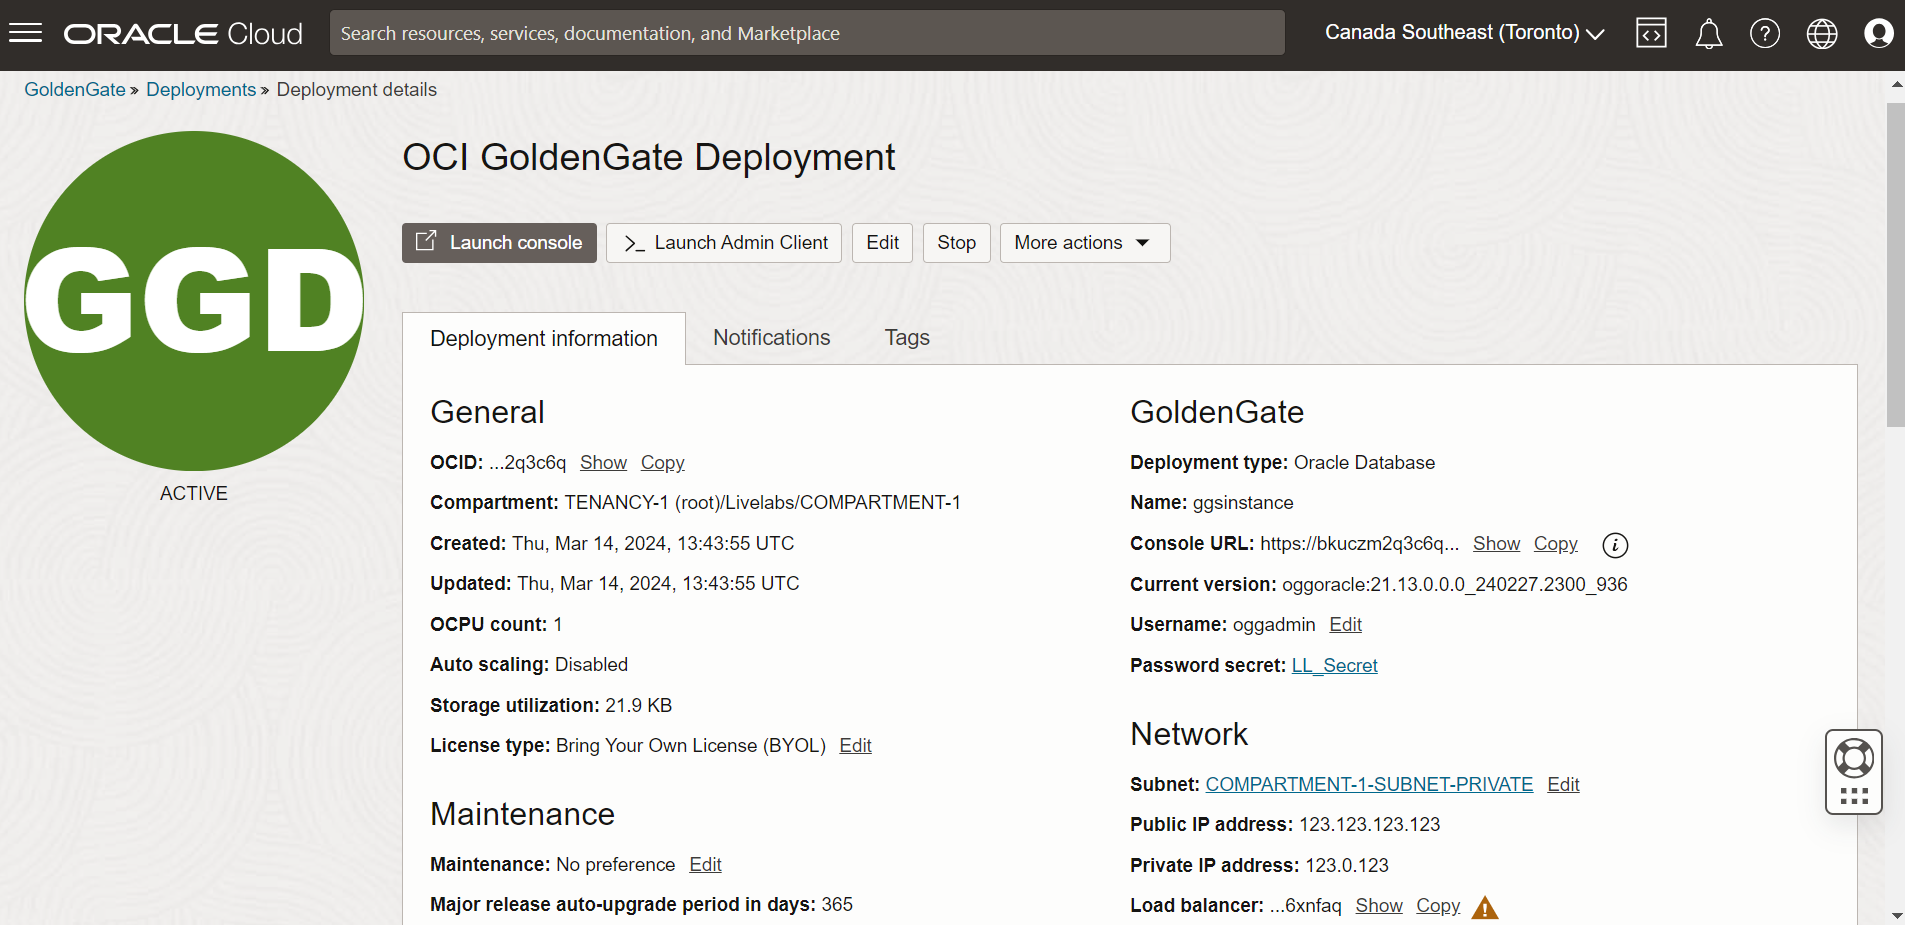 ORACLE Cloud
Search resources, services, documentation, and Marketplace
Canada Southeast (Toronto)
GoldenGate » Deployments » Deployment details
GGD
ACTIVE
OCI GoldenGate Deployment
Launch console
Launch Admin Client
Edit
Stop
More actions
Deployment information
Notifications
Tags
General
OCID: ...2q3c6q Show Copy
Compartment: TENANCY-1 (root)/Livelabs/COMPARTMENT-1
Created: Thu, Mar 14, 2024, 13:43:55 UTC
Updated: Thu, Mar 14, 2024, 13:43:55 UTC
OCPU count: 1
Auto scaling: Disabled
Storage utilization: 21.9 KB
License type: Bring Your Own License (BYOL) Edit
Maintenance
Maintenance: No preference Edit
Major release auto-upgrade period in days: 365
GoldenGate
Deployment type: Oracle Database
Name: ggsinstance
Console URL: https://bkuczm2q3c6q... Show Copy
Current version: oggoracle:21.13.0.0.0_240227.2300_936
Username: oggadmin Edit
Password secret: LL_Secret
Network
Subnet: COMPARTMENT-1-SUBNET-PRIVATE Edit
Public IP address: 123.123.123.123
Private IP address: 123.0.123
Load balancer: ...6xnfaq Show Copy